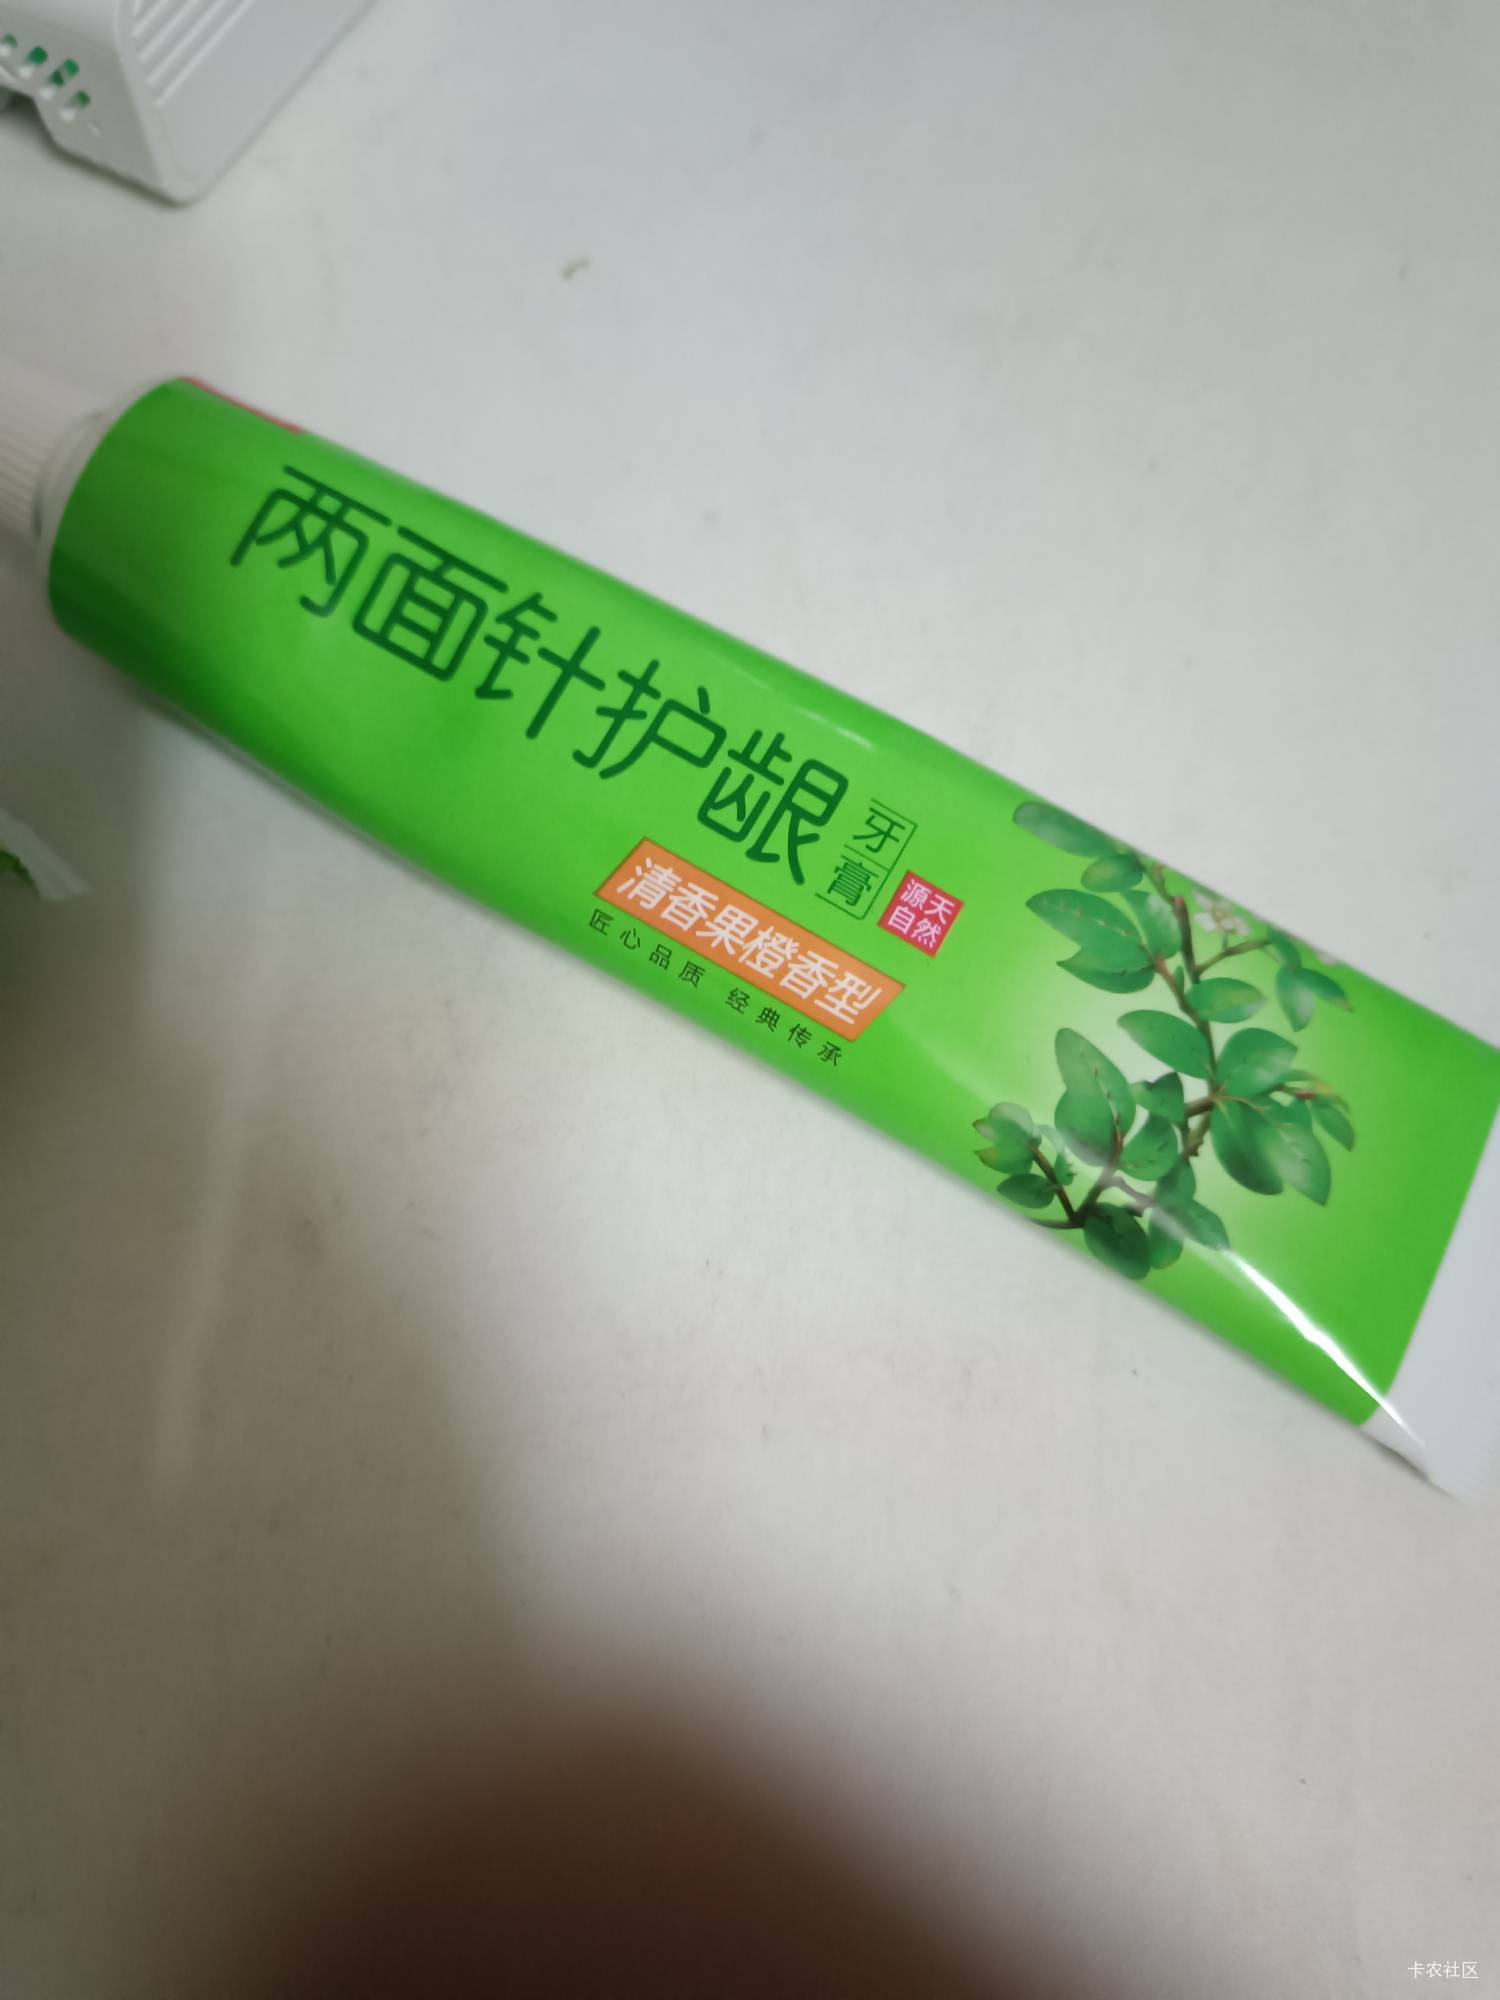 两面针护龈
牙膏
源天
自然
清香果橙香型
匠心品质 经典传承
卡农社区